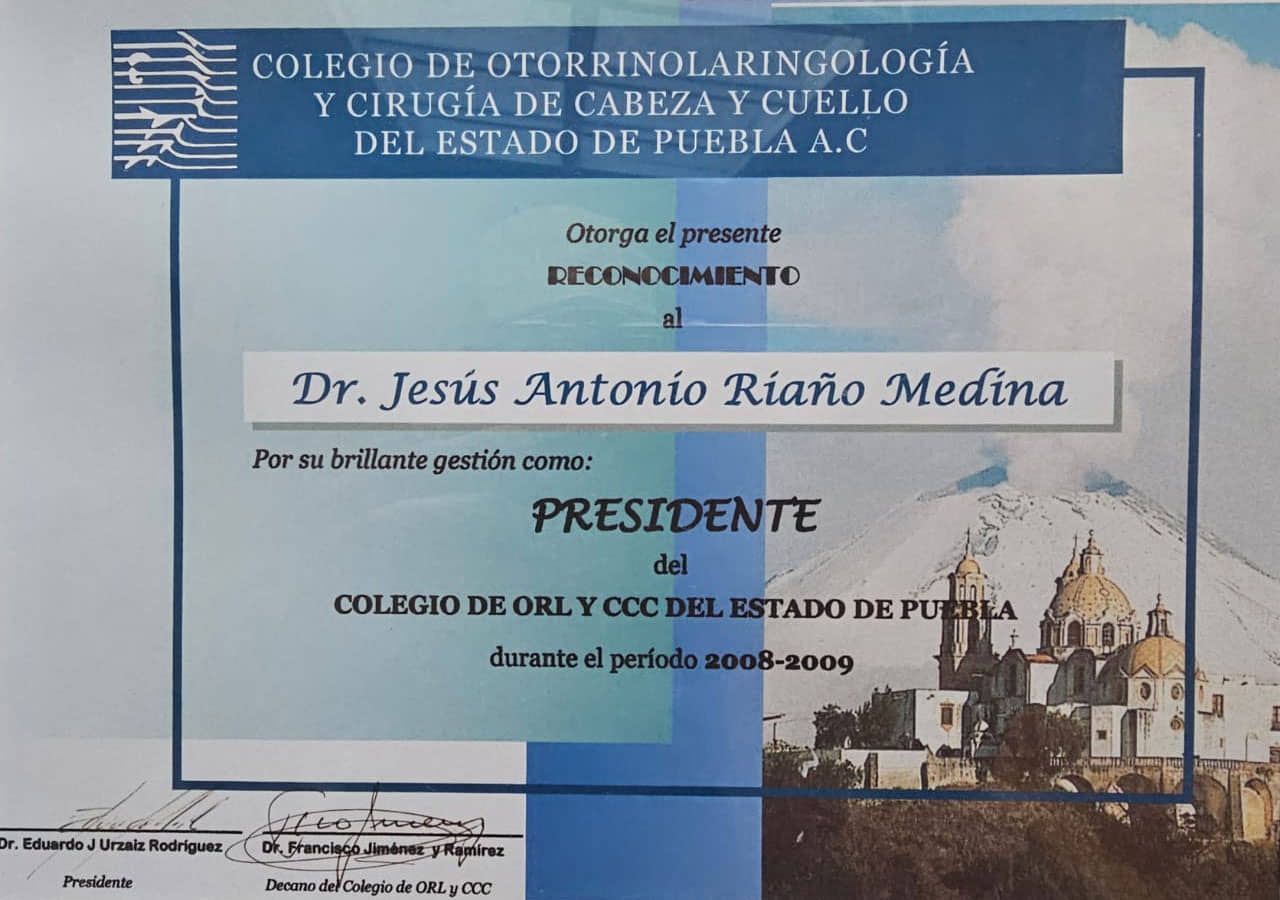 COLEGIO DE OTORRINOLARINGOLOGÍA
Y CIRUGÍA DE CABEZA Y CUELLO
DEL ESTADO DE PUEBLA A.C
Otorga el presente
RECONOCIMIENTO
al
Dr. Jesús Antonio Riaño Medina
Por su brillante gestión como:
PRESIDENTE
del
COLEGIO DE ORL Y CCC DEL ESTADO DE PUEBLA
durante el período 2008-2009
Dr. Eduardo J Urzaiz Rodríguez
Presidente
Dr. Francisco Jiménez y Ramírez
Decano del Colegio de ORL y CCC